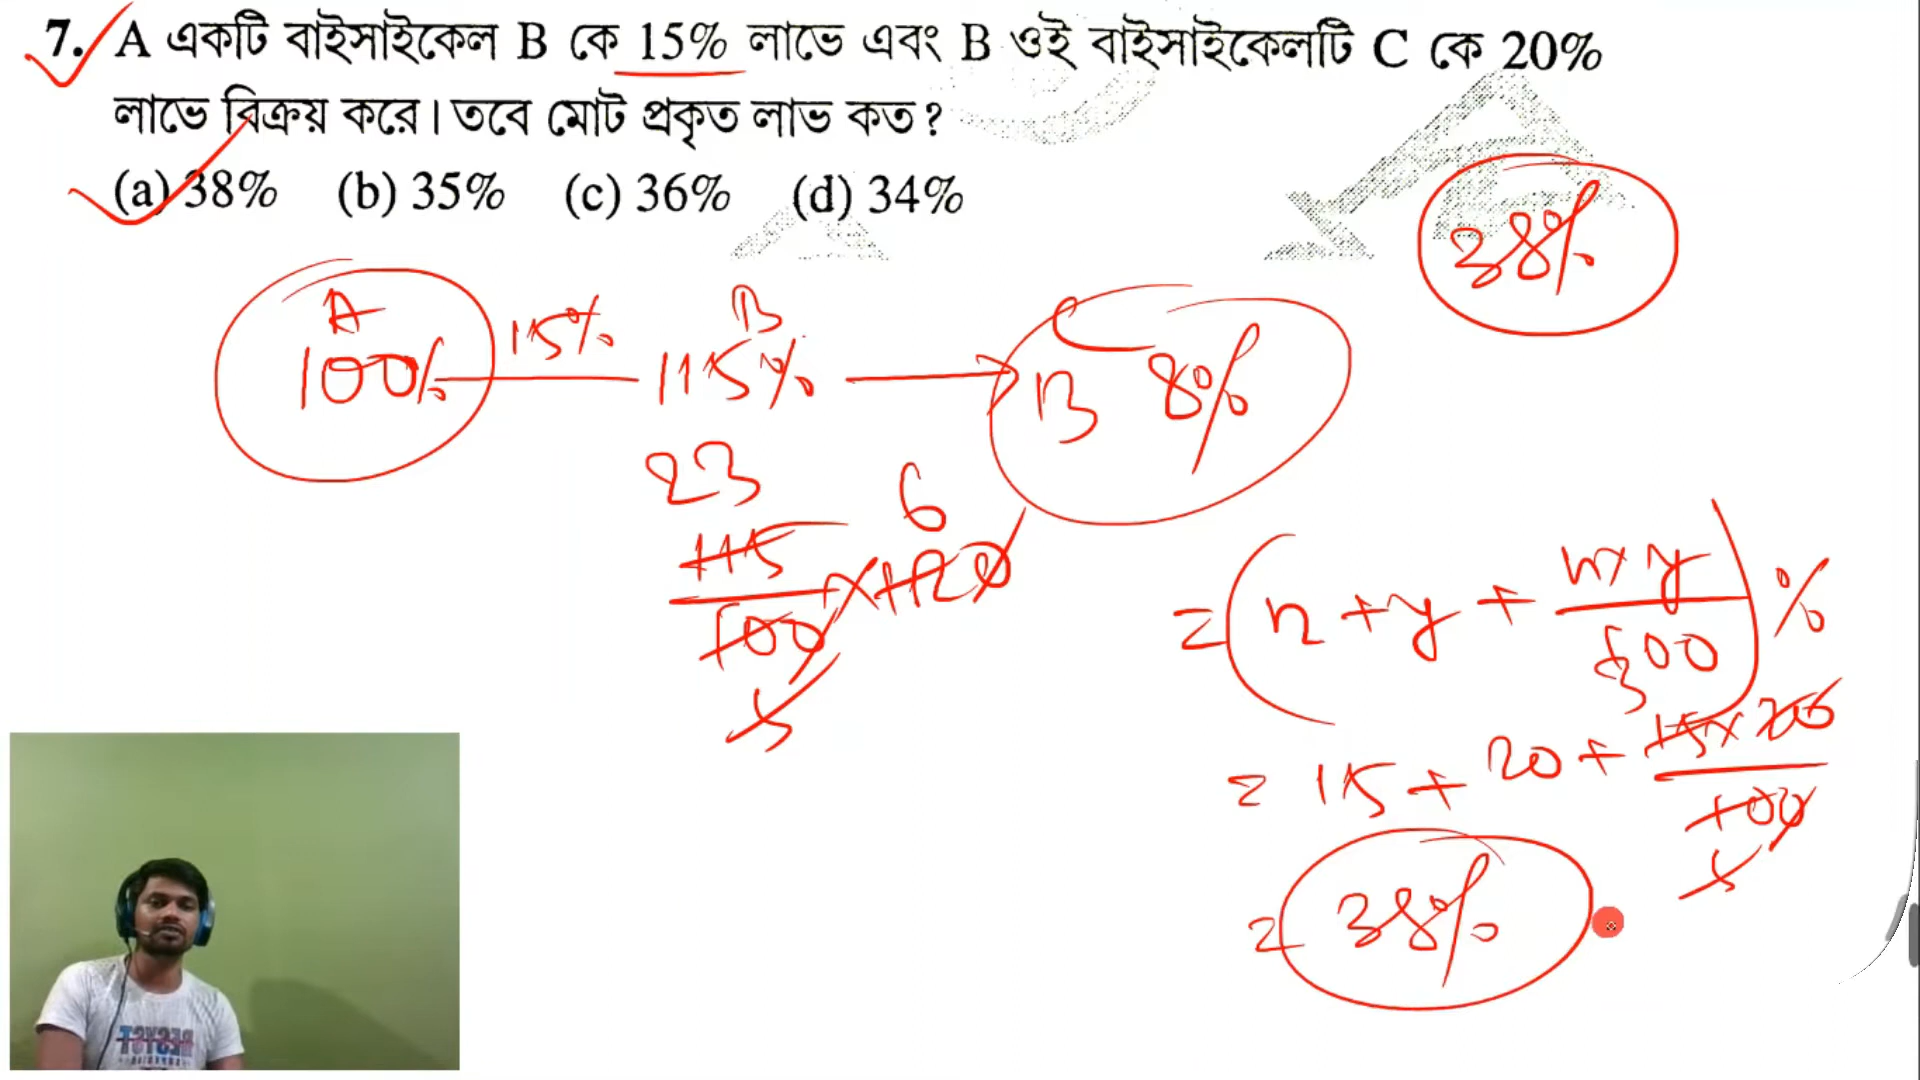 7. A একটি বাইসাইকেল B কে 15% লাভে এবং B ওই বাইসাইকেলটি C কে 20%
লাভে বিক্রয় করে। তবে মোট প্রকৃত লাভ কত?
(a) 38% (b) 35% (c) 36% (d) 34%
38%
A
100%
15%
B
115%
B 8%
23
6
115
× 120
100
5
= (x + y + x × y
100
) %
3
= 15 + 20 + 15 × 20
100
5
= 38%